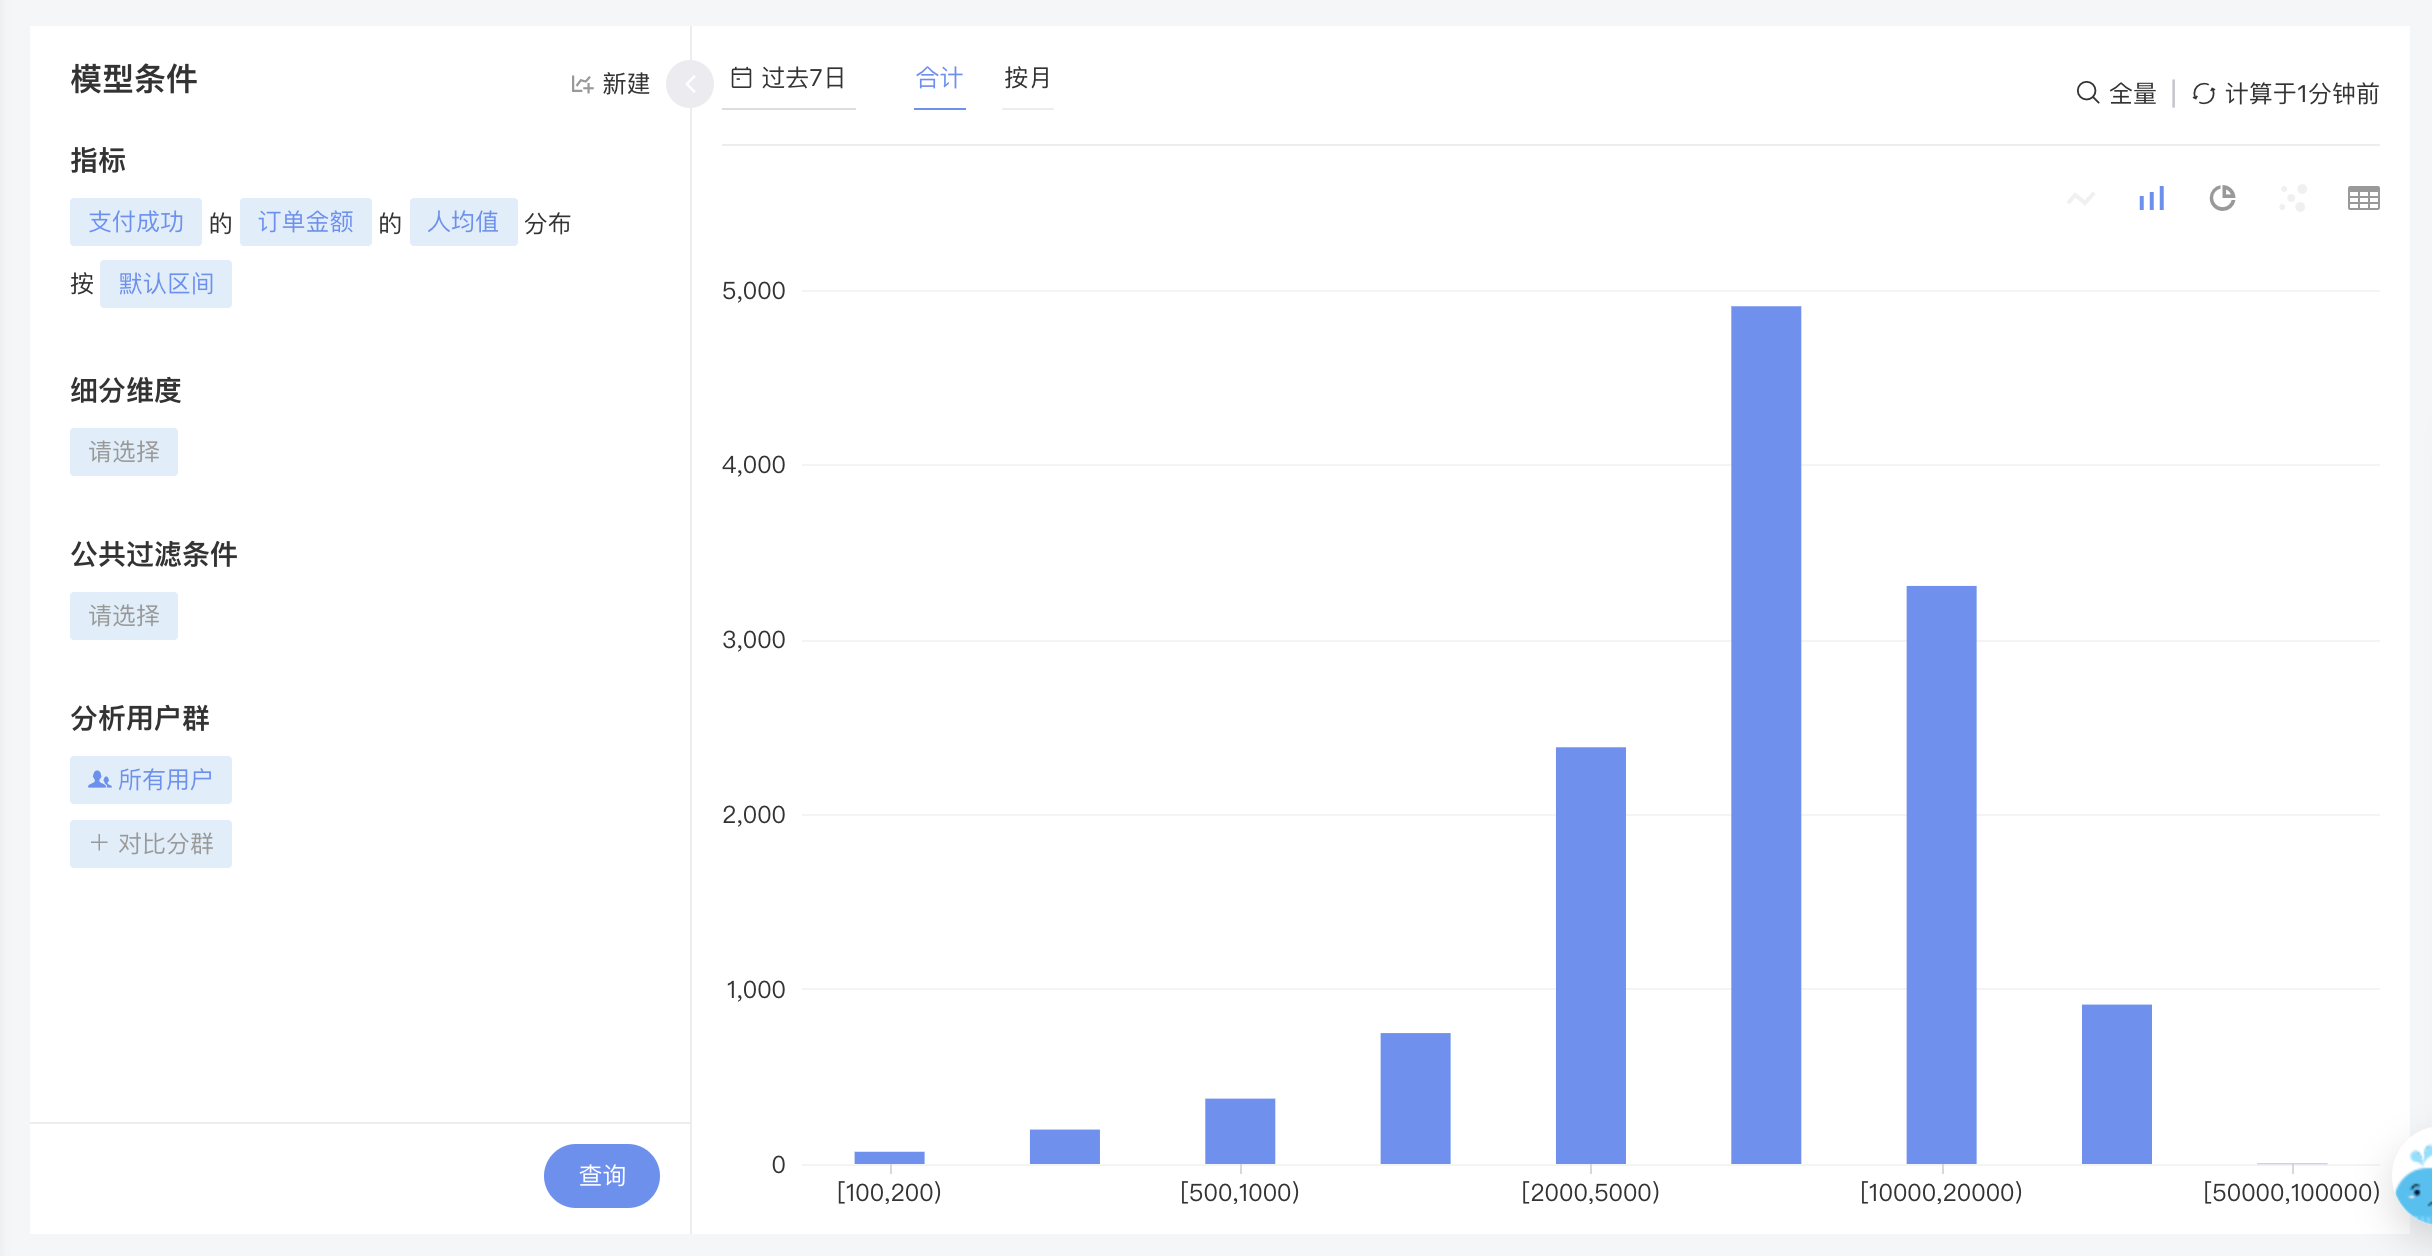 模型条件
新建
指标
支付成功 的 订单金额 的 人均值 分布
按 默认区间
细分维度
请选择
公共过滤条件
请选择
分析用户群
所有用户
+ 对比分群
查询
过去7日 合计 按月
全量 | 计算于1分钟前
5,000
4,000
3,000
2,000
1,000
0
[100,200) [500,1000) [2000,5000) [10000,20000) [50000,100000)